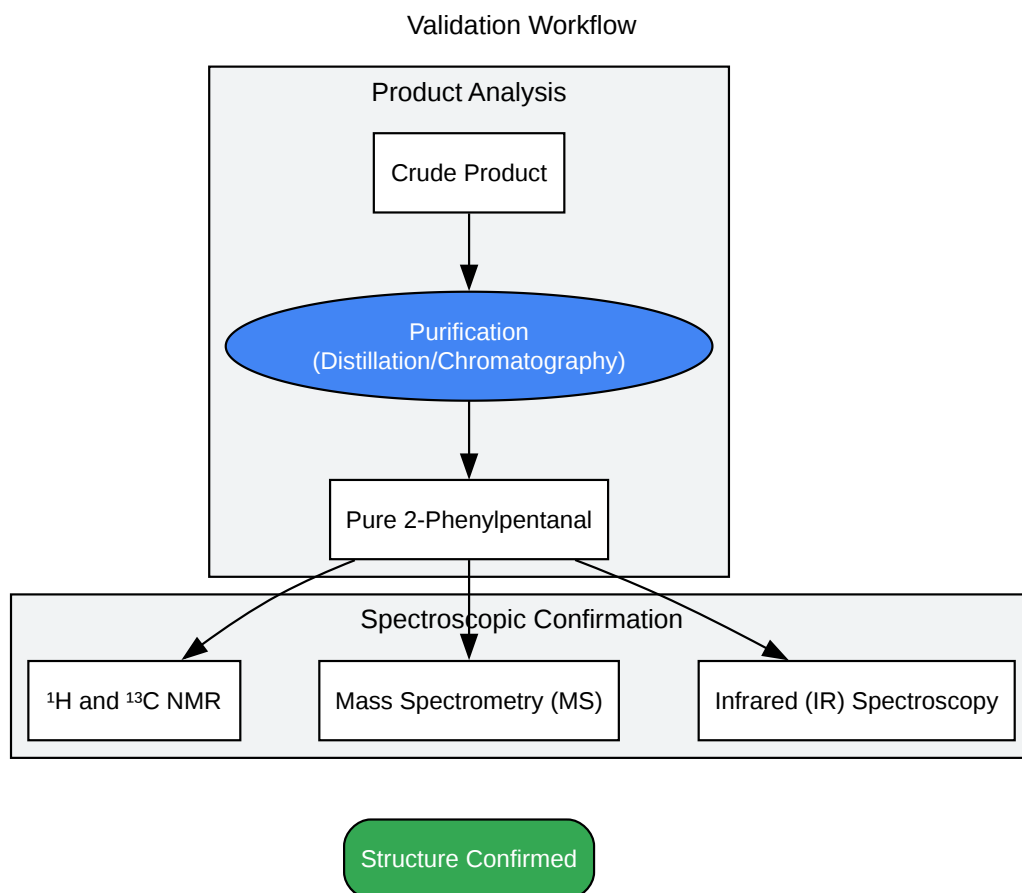 Validation Workflow
Product Analysis
Crude Product
Purification
(Distillation/Chromatography)
Pure 2-Phenylpentanal
Spectroscopic Confirmation
¹H and ¹³C NMR
Mass Spectrometry (MS)
Infrared (IR) Spectroscopy
Structure Confirmed